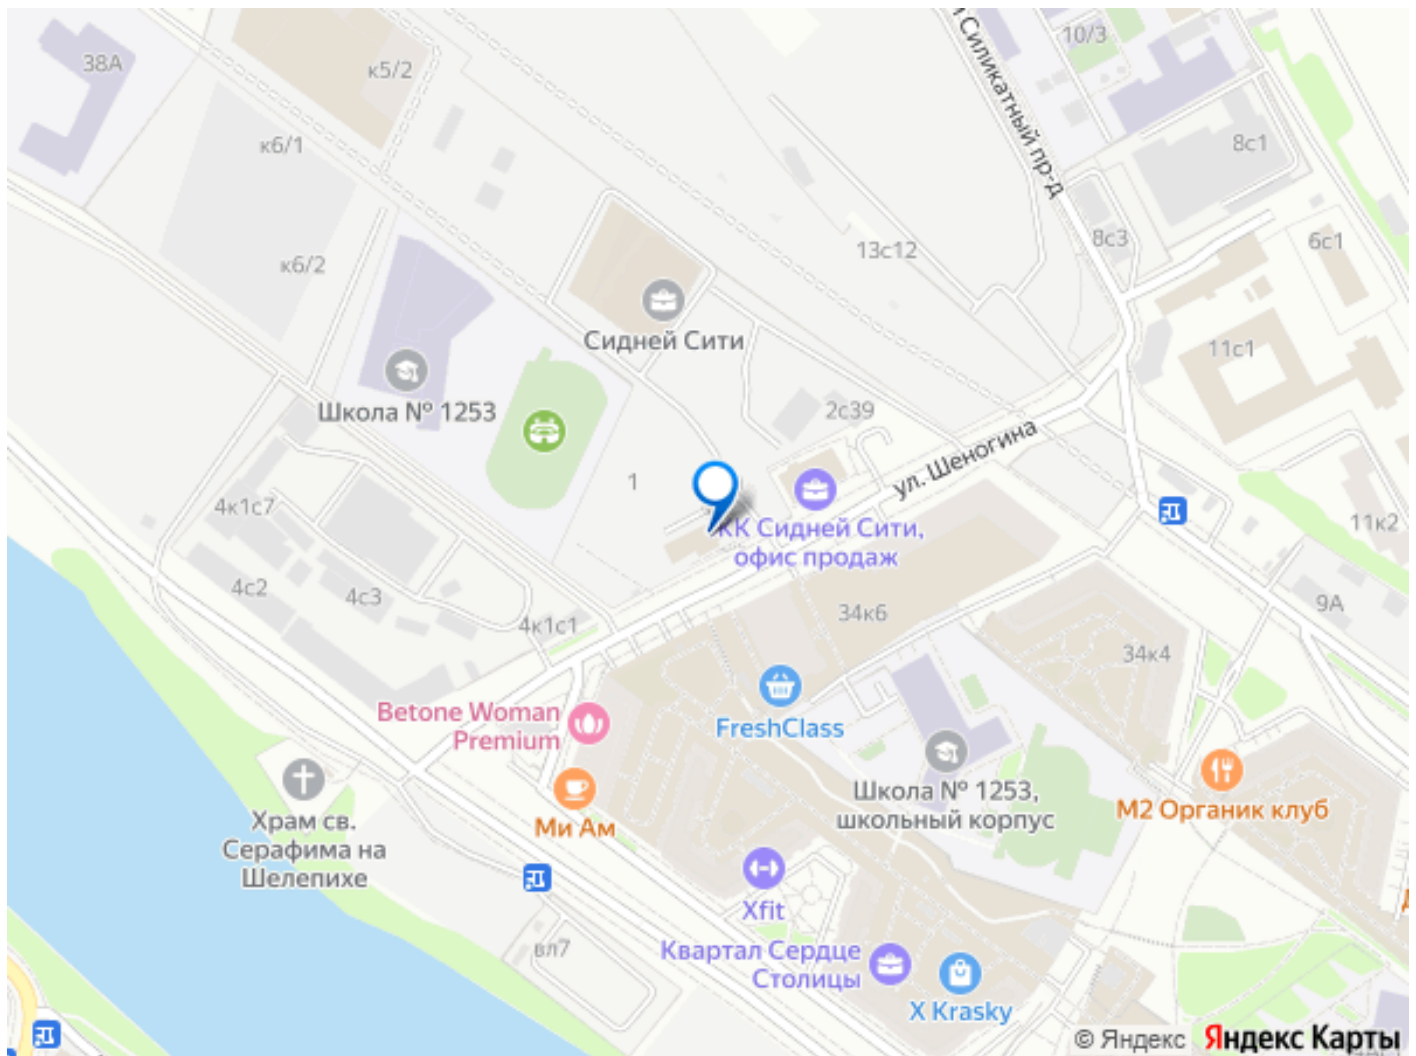 38А
к5/2
10/3
Силикатный пр-д
к6/1
8с1
к6/2
13с12
8с3
6с1
Сидней Сити
11с1
Школа № 1253
2с39
ул. Шеногина
1
4к1с7
КК Сидней Сити,
офис продаж
11к2
4с2
4с3
4к1с1
34к6
9А
34к4
Betone Woman
Premium
FreshClass
Школа № 1253,
школьный корпус
М2 Органик клуб
Ми Ам
Храм св.
Серафима на
Шелепихе
Xfit
вл7
Квартал Сердце
Столицы
X Krasky
© Яндекс Яндекс Карты